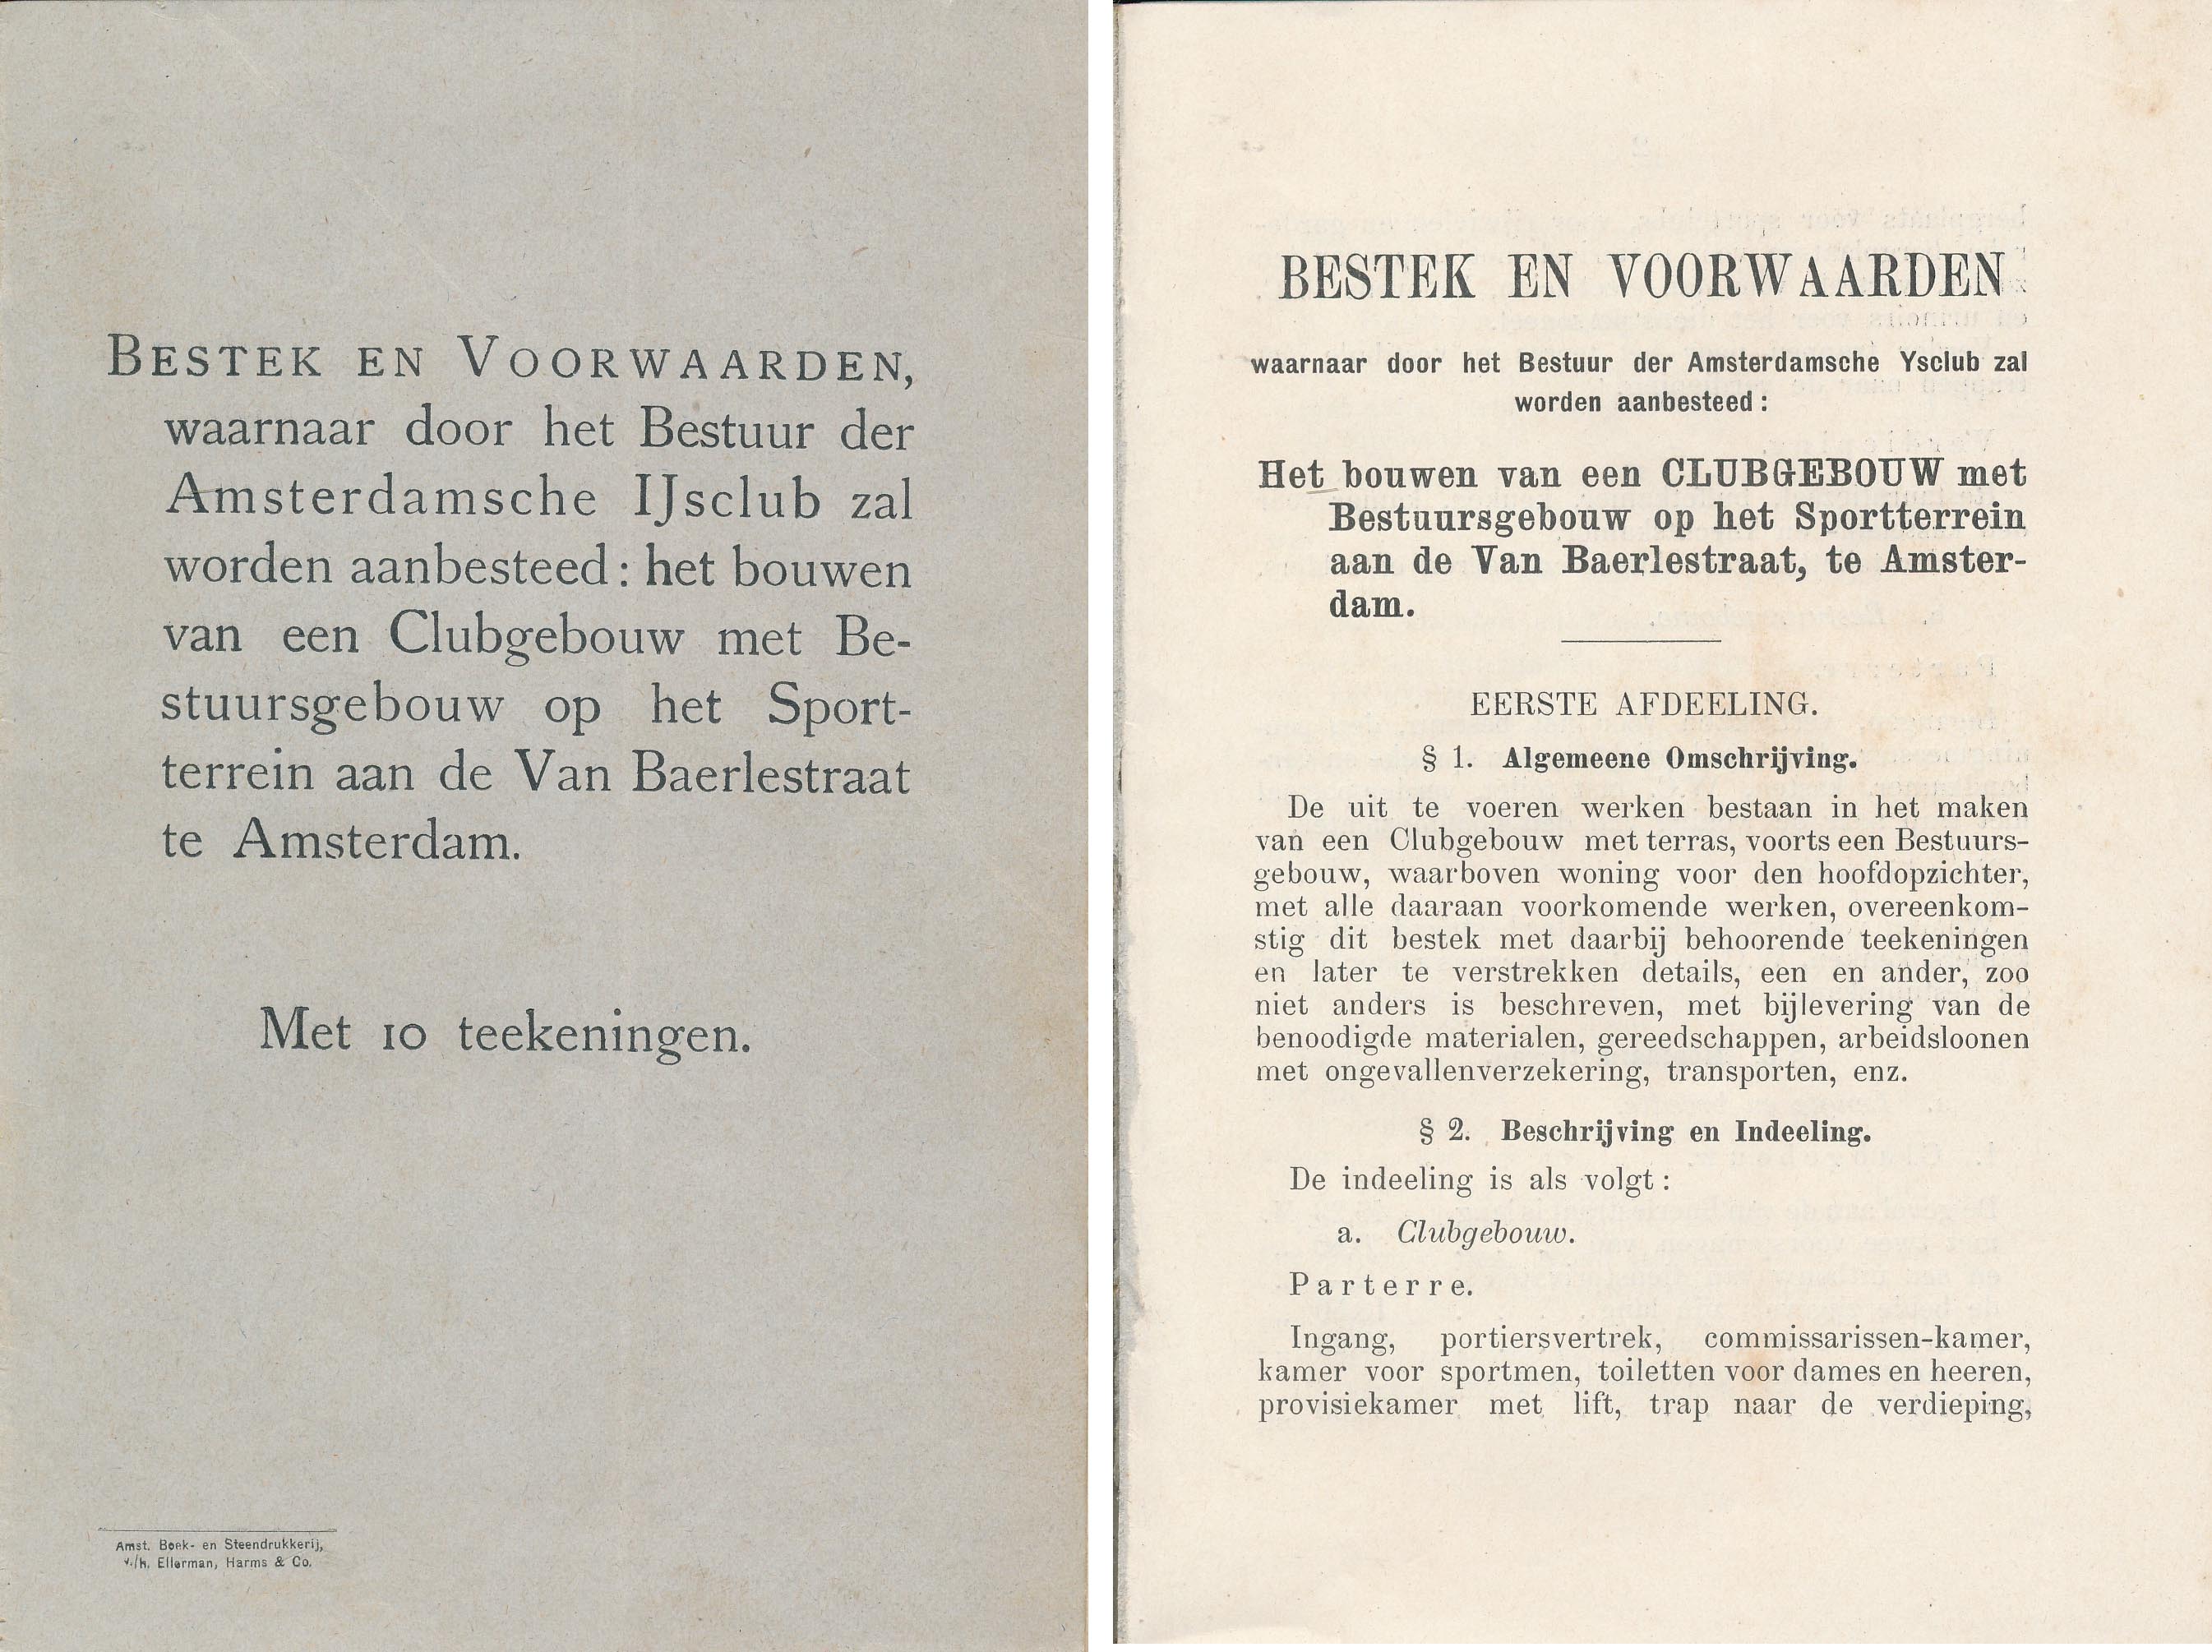 BESTEK EN VOORWAARDEN,
waarnaar door het Bestuur der
Amsterdamsche IJsclub zal
worden aanbesteed: het bouwen
van een Clubgebouw met Be-
stuursgebouw op het Sport-
terrein aan de Van Baerlestraat
te Amsterdam.
Met 10 teekeningen.
Amst. Boek- en Steendrukkerij,
v./h. Ellerman, Harms & Co.
BESTEK EN VOORWAARDEN
waarnaar door het Bestuur der Amsterdamsche Ysclub zal
worden aanbesteed:
Het bouwen van een CLUBGEBOUW met
Bestuursgebouw op het Sportterrein
aan de Van Baerlestraat, te Amster-
dam.
EERSTE AFDEELING.
§ 1. Algemeene Omschrijving.
De uit te voeren werken bestaan in het maken
van een Clubgebouw met terras, voorts een Bestuurs-
gebouw, waarboven woning voor den hoofdopzichter,
met alle daaraan voorkomende werken, overeenkom-
stig dit bestek met daarbij behoorende teekeningen
en later te verstrekken details, een en ander, zoo
niet anders is beschreven, met bijlevering van de
benoodigde materialen, gereedschappen, arbeidsloonen
met ongevallenverzekering, transporten, enz.
§ 2. Beschrijving en Indeeling.
De indeeling is als volgt:
a. Clubgebouw.
Parterre.
Ingang, portiersvertrek, commissarissen-kamer,
kamer voor sportmen, toiletten voor dames en heeren,
provisiekamer met lift, trap naar de verdieping,